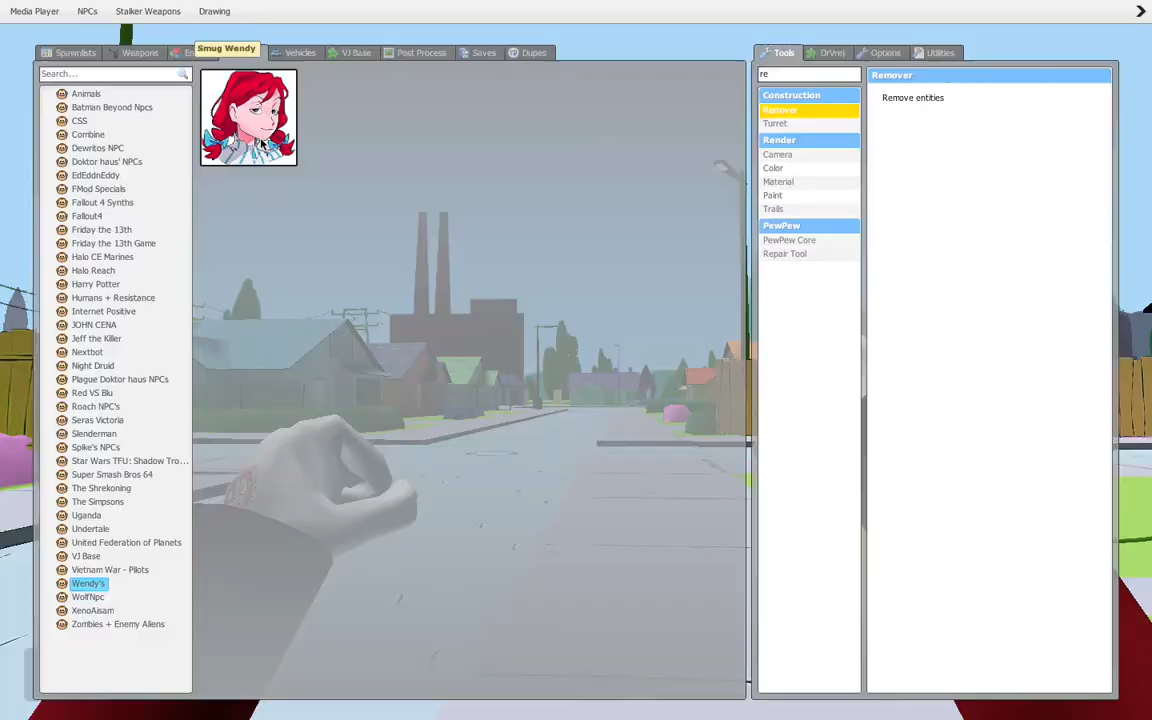 Media Player
NPCs
Stalker Weapons
Drawing
Spawnlists
Weapons
Smug Wendy
Vehicles
VJ Base
Post Process
Saves
Dupes
Search...
Animals
Batman Beyond Npcs
CSS
Combine
Dewritos NPC
Doktor haus' NPCs
EdEddnEddy
FMod Specials
Fallout 4 Synths
Fallout4
Friday the 13th
Friday the 13th Game
Halo CE Marines
Halo Reach
Harry Potter
Humans + Resistance
Internet Positive
JOHN CENA
Jeff the Killer
Nextbot
Night Druid
Plague Doktor haus NPCs
Red VS Blu
Roach NPC's
Seras Victoria
Slenderman
Spike's NPCs
Star Wars TFU: Shadow Tro...
Super Smash Bros 64
The Shrekoning
The Simpsons
Uganda
Undertale
United Federation of Planets
VJ Base
Vietnam War - Pilots
Wendy's
WolfNpc
XenoAisam
Zombies + Enemy Aliens
Tools
DrVre)
Options
Utilities
re
Construction
Remover
Turret
Render
Camera
Color
Material
Paint
Trails
PewPew
PewPew Core
Repair Tool
Remover
Remove entities